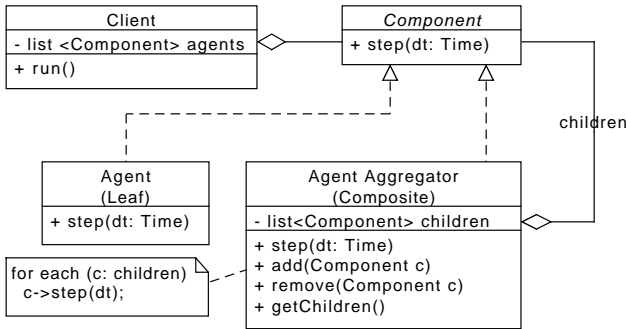 Client
- list <Component> agents
+ run()
Component
+ step(dt: Time)
children
Agent
(Leaf)
+ step(dt: Time)
Agent Aggregator
(Composite)
- list<Component> children
+ step(dt: Time)
+ add(Component c)
+ remove(Component c)
+ getChildren()
for each (c: children)
c->step(dt);